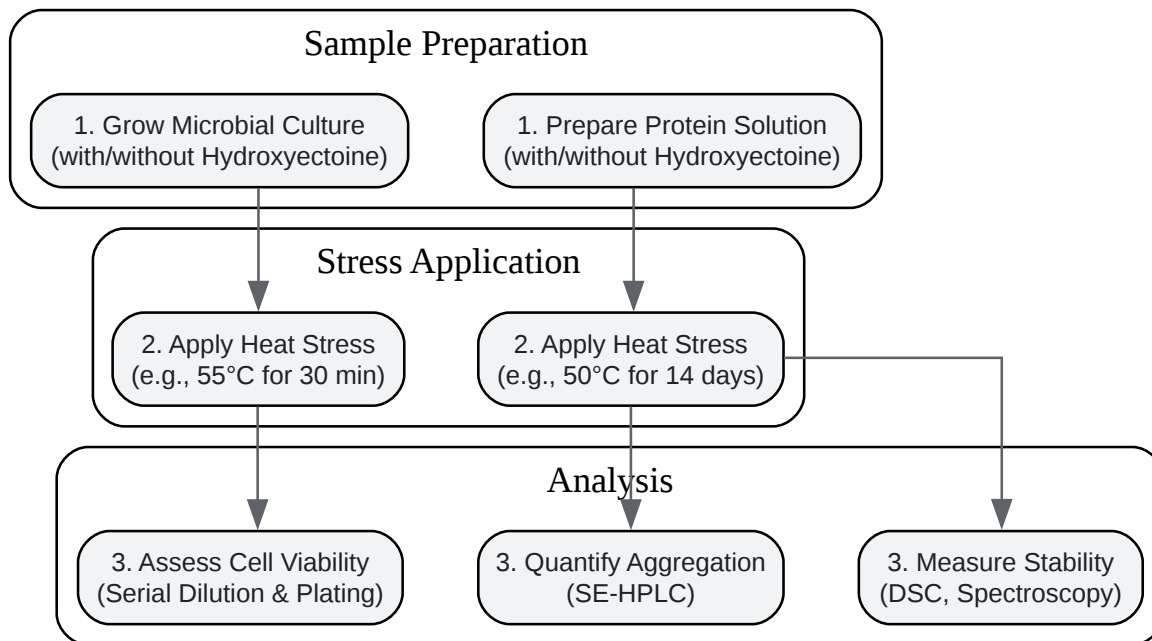 Sample Preparation
1. Grow Microbial Culture
(with/without Hydroxyectoine)
1. Prepare Protein Solution
(with/without Hydroxyectoine)
Stress Application
2. Apply Heat Stress
(e.g., 55°C for 30 min)
2. Apply Heat Stress
(e.g., 50°C for 14 days)
Analysis
3. Assess Cell Viability
(Serial Dilution & Plating)
3. Quantify Aggregation
(SE-HPLC)
3. Measure Stability
(DSC, Spectroscopy)